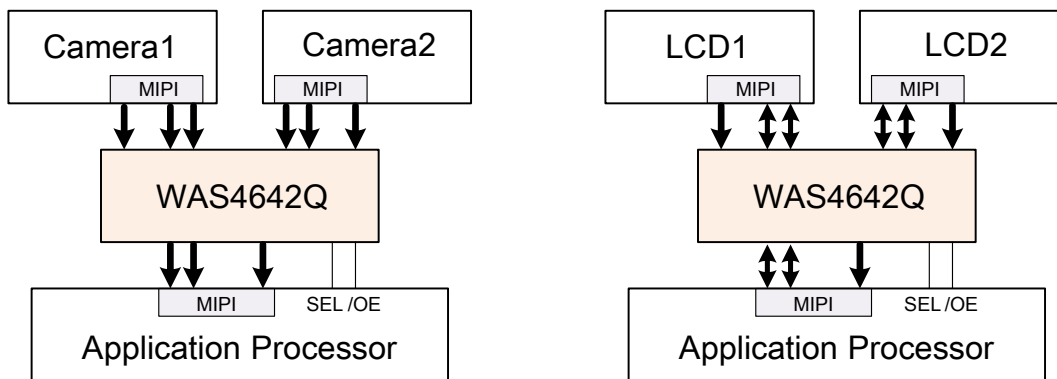 Camera1
MIPI
Camera2
MIPI
WAS4642Q
MIPI
SEL /OE
Application Processor
LCD1
MIPI
LCD2
MIPI
WAS4642Q
MIPI
SEL /OE
Application Processor